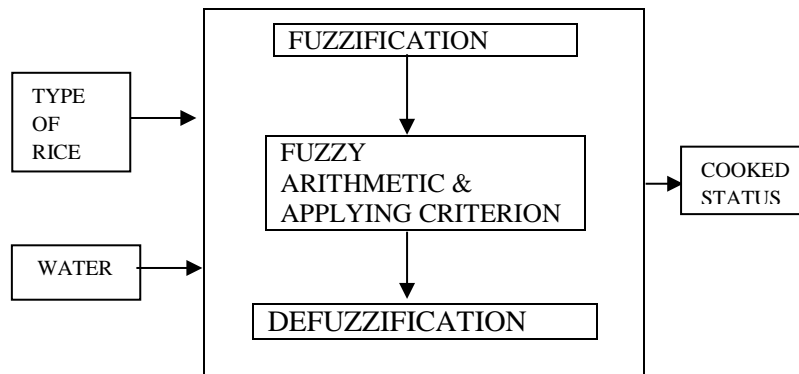 FUZZIFICATION
TYPE
OF
RICE
FUZZY
ARITHMETIC &
APPLYING CRITERION
COOKED
STATUS
WATER
DEFUZZIFICATION